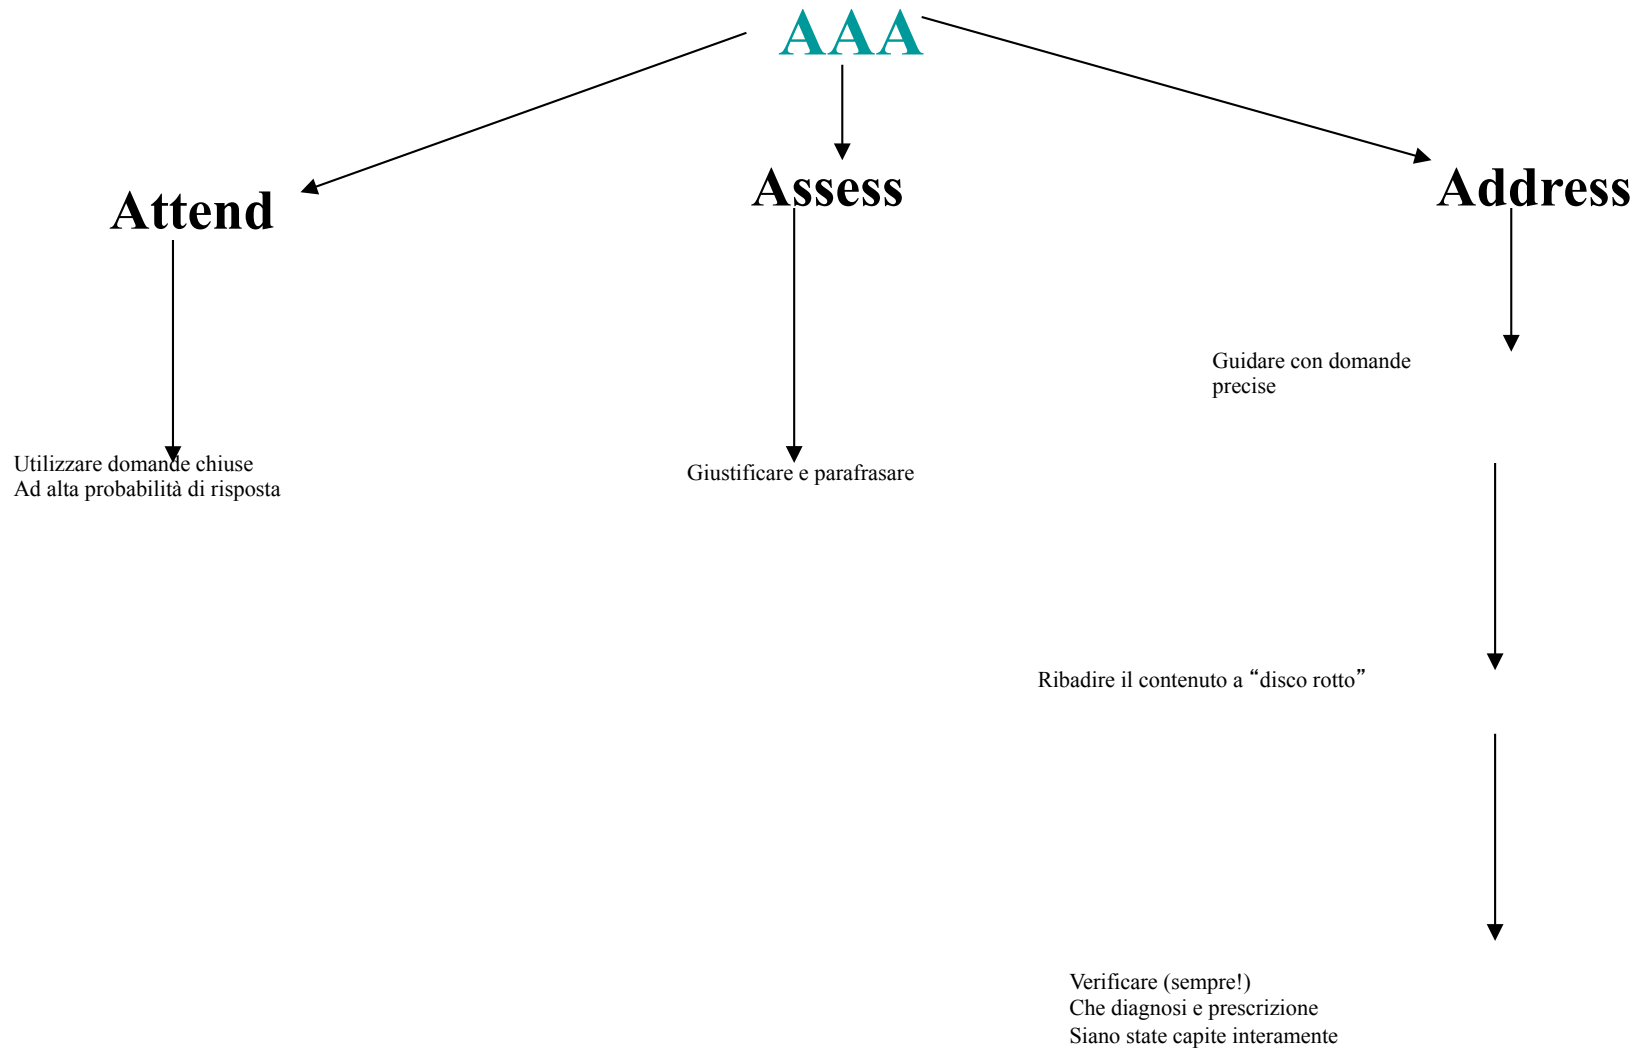 AAA
Attend
Assess
Address
Guidare con domande
precise
Utilizzare domande chiuse
Ad alta probabilità di risposta
Giustificare e parafrasare
Ribadire il contenuto a “disco rotto”
Verificare (sempre!)
Che diagnosi e prescrizione
Siano state capite interamente